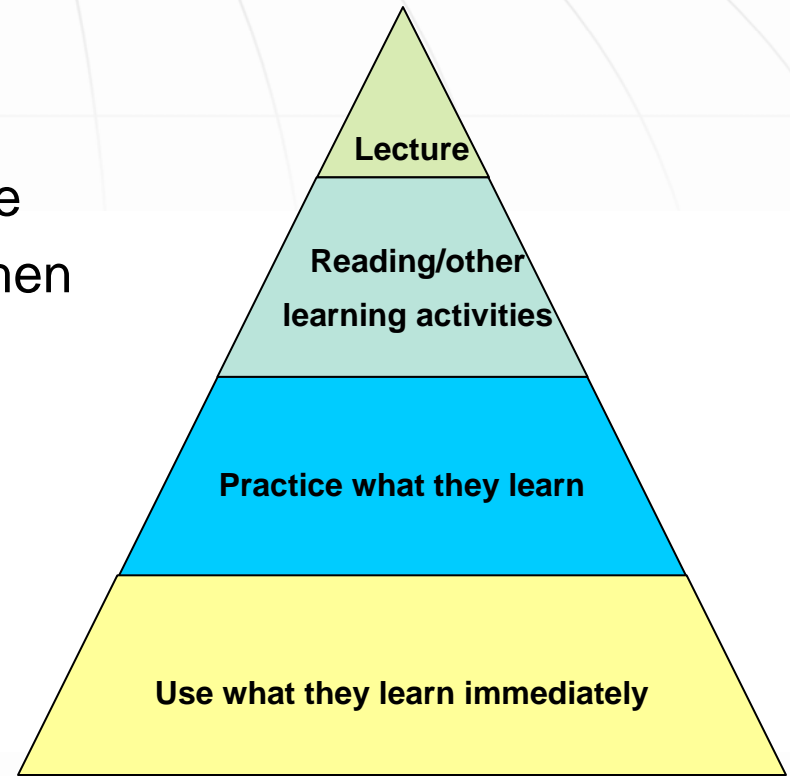 Lecture
Reading/other
learning activities
Practice what they learn
Use what they learn immediately